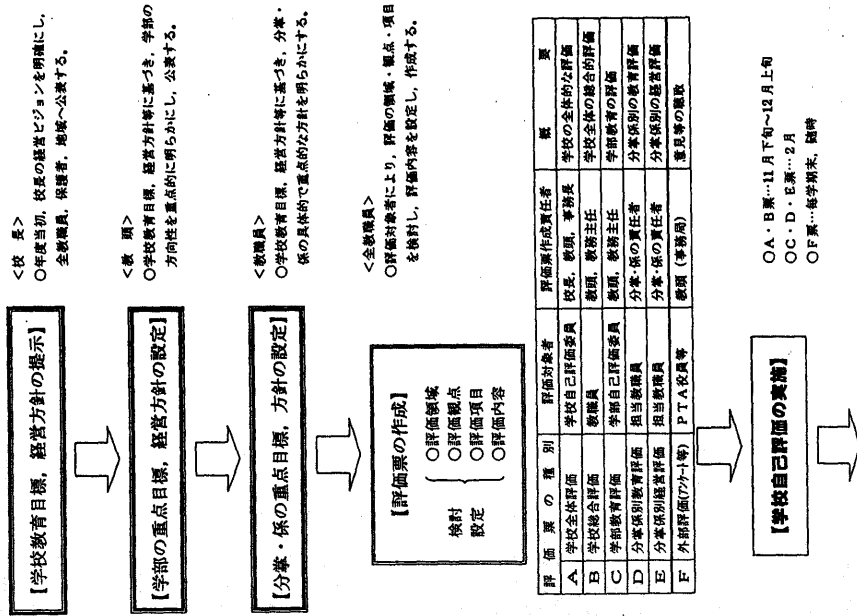 【学校教育目標，経営方針の提示】
＜校　長＞
○年度当初，校長の経営ビジョンを明確にし，
全教職員，保護者，地域へ公表する。
【学部の重点目標，経営方針の設定】
＜教　頭＞
○学校教育目標，経営方針等に基づき，学部の
方向性を重点的に明らかにし，公表する。
【分掌・係の重点目標，方針の設定】
＜教職員＞
○学校教育目標，経営方針等に基づき，分掌・
係の具体的で重点的な方針を明らかにする。
【評価票の作成】
検討
設定
○評価領域
○評価観点
○評価項目
○評価内容
＜全教職員＞
○評価対象者により，評価の領域・観点・項目
を検討し，評価内容を設定し，作成する。
評　価　票　の　種　別　評価対象者　評価票作成責任者　概　要
A　学校全体評価　学校自己評価委員　校長，教頭，事務長　学校の全体的な評価
B　学校総合評価　教職員　教頭，教務主任　学校全体の総合的評価
C　学部教育評価　学部自己評価委員　教頭，教務主任　学部教育の評価
D　分掌係別教育評価　担当教職員　分掌・係の責任者　分掌係別の教育評価
E　分掌係別経営評価　担当教職員　分掌・係の責任者　分掌係別の経営評価
F　外部評価(アンケート等)　PTA役員等　教頭（事務局）　意見等の聴取
【学校自己評価の実施】
○A・B票…11月下旬～12月上旬
○C・D・E票…2月
○F票…毎学期末，随時